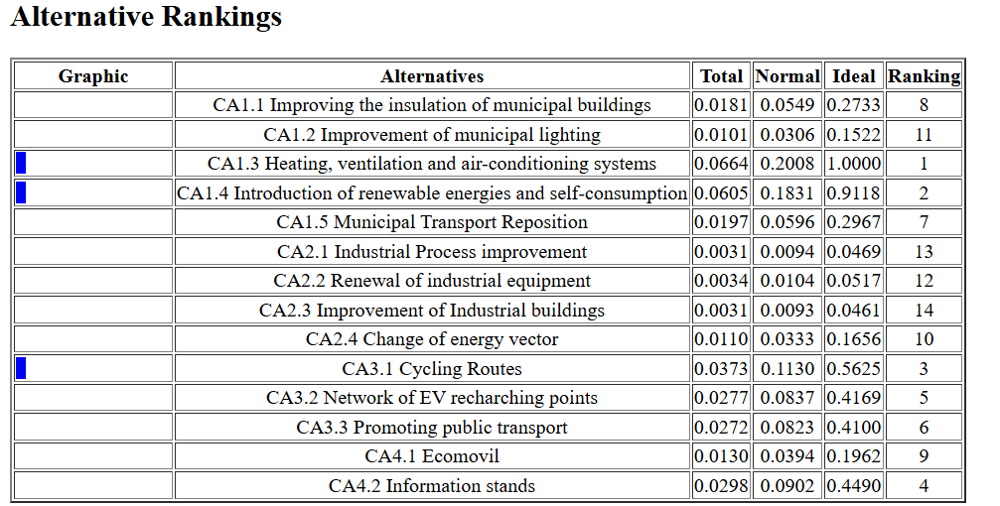 Alternative Rankings
Graphic Alternatives Total Normal Ideal Ranking
CA1.1 Improving the insulation of municipal buildings 0.0181 0.0549 0.2733 8
CA1.2 Improvement of municipal lighting 0.0101 0.0306 0.1522 11
CA1.3 Heating, ventilation and air-conditioning systems 0.0664 0.2008 1.0000 1
CA1.4 Introduction of renewable energies and self-consumption 0.0605 0.1831 0.9118 2
CA1.5 Municipal Transport Reposition 0.0197 0.0596 0.2967 7
CA2.1 Industrial Process improvement 0.0031 0.0094 0.0469 13
CA2.2 Renewal of industrial equipment 0.0034 0.0104 0.0517 12
CA2.3 Improvement of Industrial buildings 0.0031 0.0093 0.0461 14
CA2.4 Change of energy vector 0.0110 0.0333 0.1656 10
CA3.1 Cycling Routes 0.0373 0.1130 0.5625 3
CA3.2 Network of EV recharching points 0.0277 0.0837 0.4169 5
CA3.3 Promoting public transport 0.0272 0.0823 0.4100 6
CA4.1 Ecomovil 0.0130 0.0394 0.1962 9
CA4.2 Information stands 0.0298 0.0902 0.4490 4